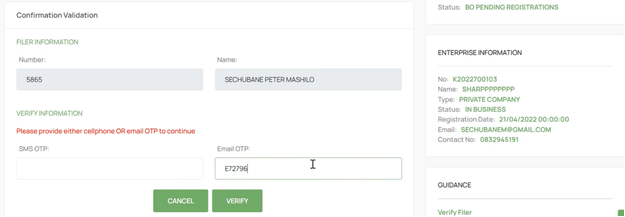 Confirmation Validation
FILER INFORMATION
Number:
Name:
5865
SECHUBANE PETER MASHILO
VERIFY INFORMATION
Please provide either cellphone OR email OTP to continue
SMS OTP:
Email OTP:
E72796
CANCEL
VERIFY
Status: BO PENDING REGISTRATIONS
ENTERPRISE INFORMATION
No: K2022700103
Name: SHARPPPPPPPP
Type: PRIVATE COMPANY
Status: IN BUSINESS
Registration Date: 21/04/2022 00:00:00
Email: SECHUBANEM@GMAIL.COM
Contact No: 0832945191
GUIDANCE
Verify Filer